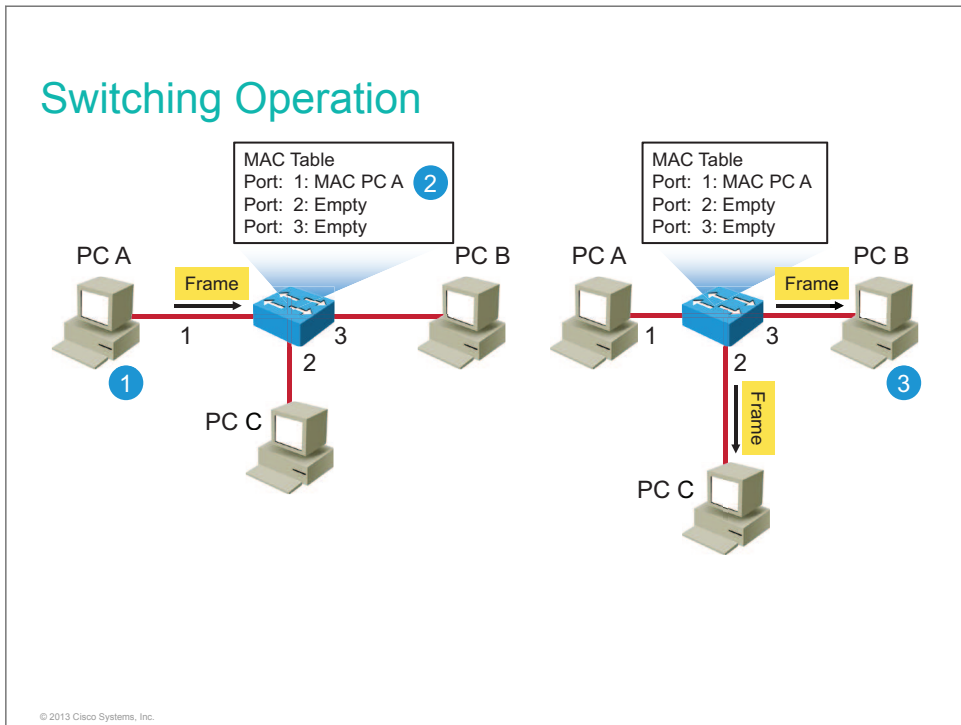 Switching Operation
MAC Table
Port: 1: MAC PC A
Port: 2: Empty
Port: 3: Empty
2
PC A
Frame
PC B
1
3
2
1
PC C
MAC Table
Port: 1: MAC PC A
Port: 2: Empty
Port: 3: Empty
PC A
Frame
PC B
1
3
2
3
Frame
PC C
© 2013 Cisco Systems, Inc.